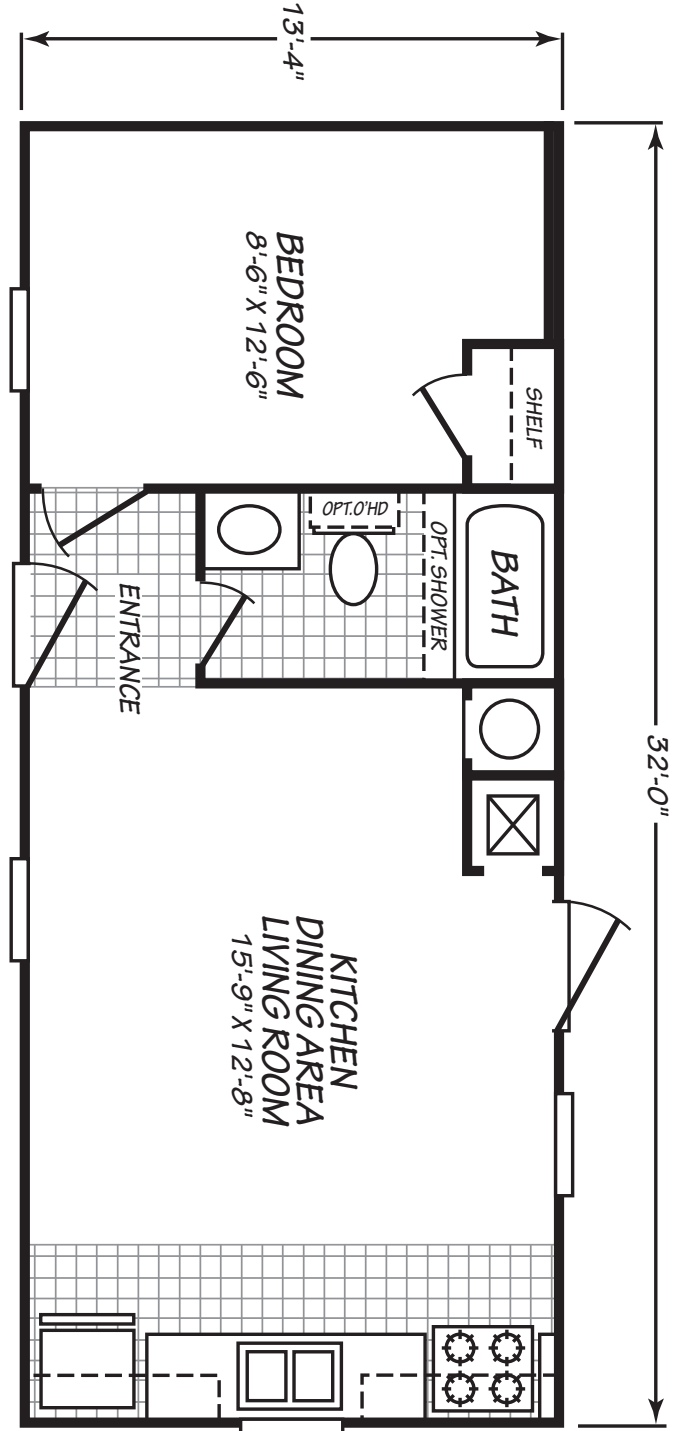 13'-4"
32'-0"
BEDROOM
8'-6" X 12'-6"
SHELF
OPT.O'HD
OPT. SHOWER
BATH
ENTRANCE
KITCHEN
DINING AREA
LIVING ROOM
15'-9" X 12'-8"